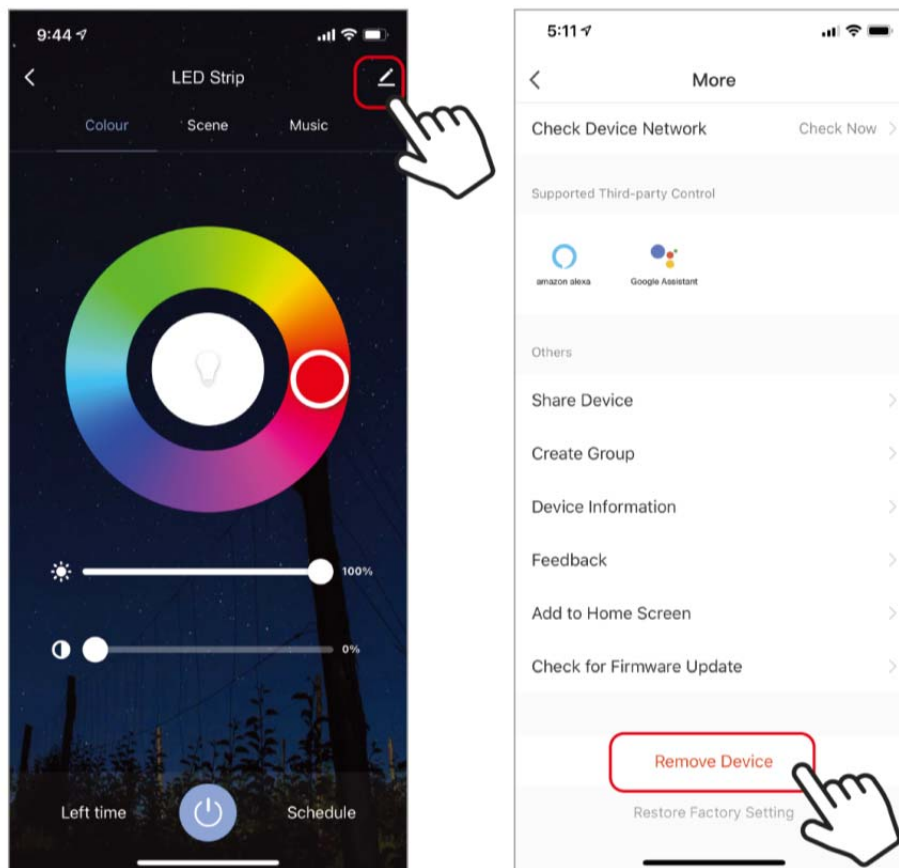 9:44
LED Strip
Colour Scene Music
100%
0%
Left time Schedule
5:11
More
Check Device Network Check Now
Supported Third-party Control
amazon alexa Google Assistant
Others
Share Device
Create Group
Device Information
Feedback
Add to Home Screen
Check for Firmware Update
Remove Device
Restore Factory Setting